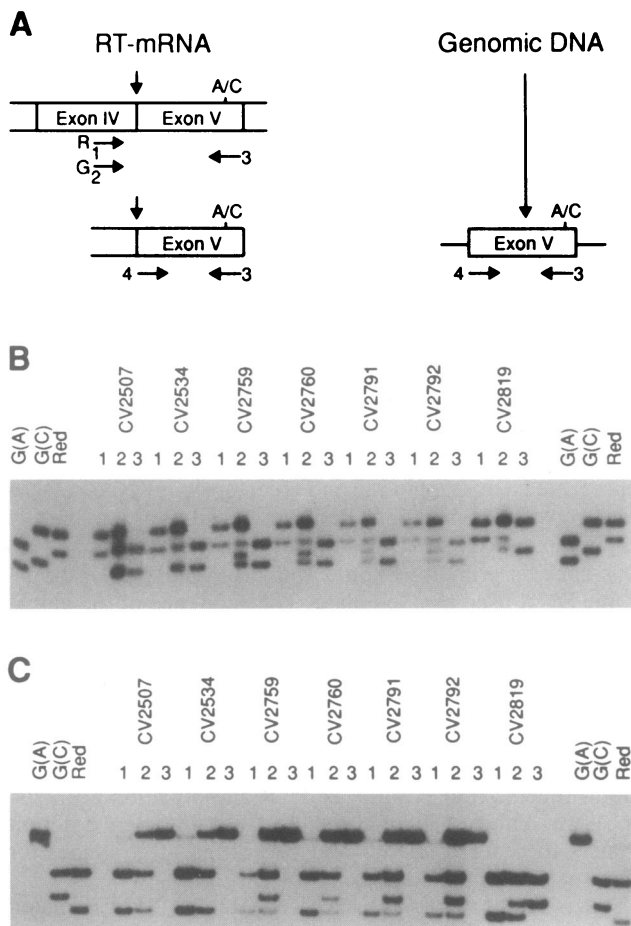 A
RT-mRNA
Genomic DNA
A/C
Exon IV Exon V
R1 3
G2
A/C
Exon V
4 3
A/C
Exon V
4 3
B
CV2507 CV2534 CV2759 CV2760 CV2791 CV2792 CV2819
G(A) G(C) Red 1 2 3 1 2 3 1 2 3 1 2 3 1 2 3 1 2 3 1 2 3 G(A) G(C) Red
C
CV2507 CV2534 CV2759 CV2760 CV2791 CV2792 CV2819
G(A) G(C) Red 1 2 3 1 2 3 1 2 3 1 2 3 1 2 3 1 2 3 1 2 3 G(A) G(C) Red